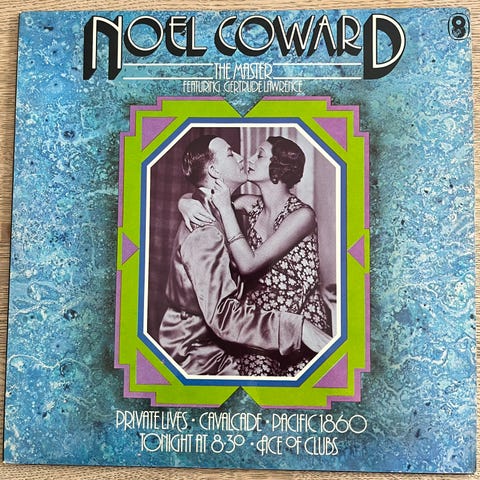 NOEL COWARD
THE MASTER
FEATURING GERTRUDE LAWRENCE
PRIVATE LIVES · CAVALCADE · PACIFIC 1860
TONIGHT AT 8·30 · ACE OF CLUBS